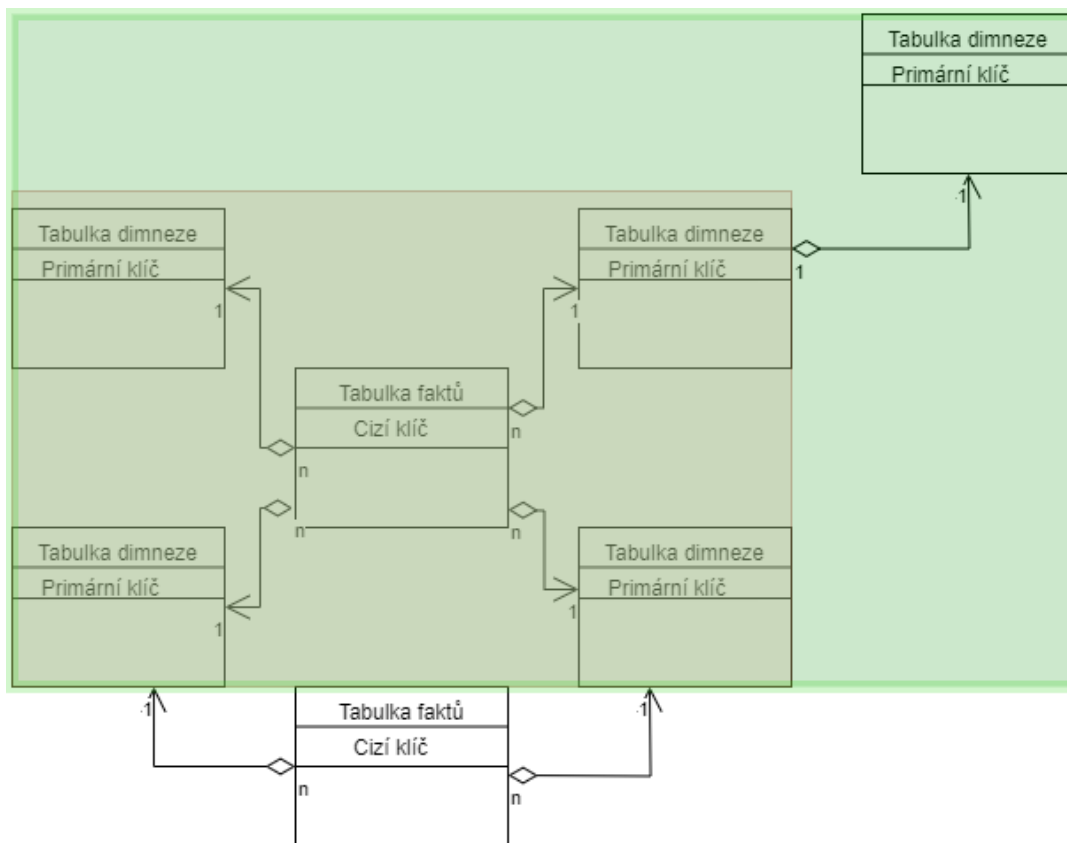 Tabulka dimneze
Primární klíč
1
Tabulka dimneze
Primární klíč
1
Tabulka dimneze
Primární klíč
1
1
Tabulka faktů
Cizí klíč
n
n
n
n
Tabulka dimneze
Primární klíč
1
Tabulka dimneze
Primární klíč
1
1
1
Tabulka faktů
Cizí klíč
n
n